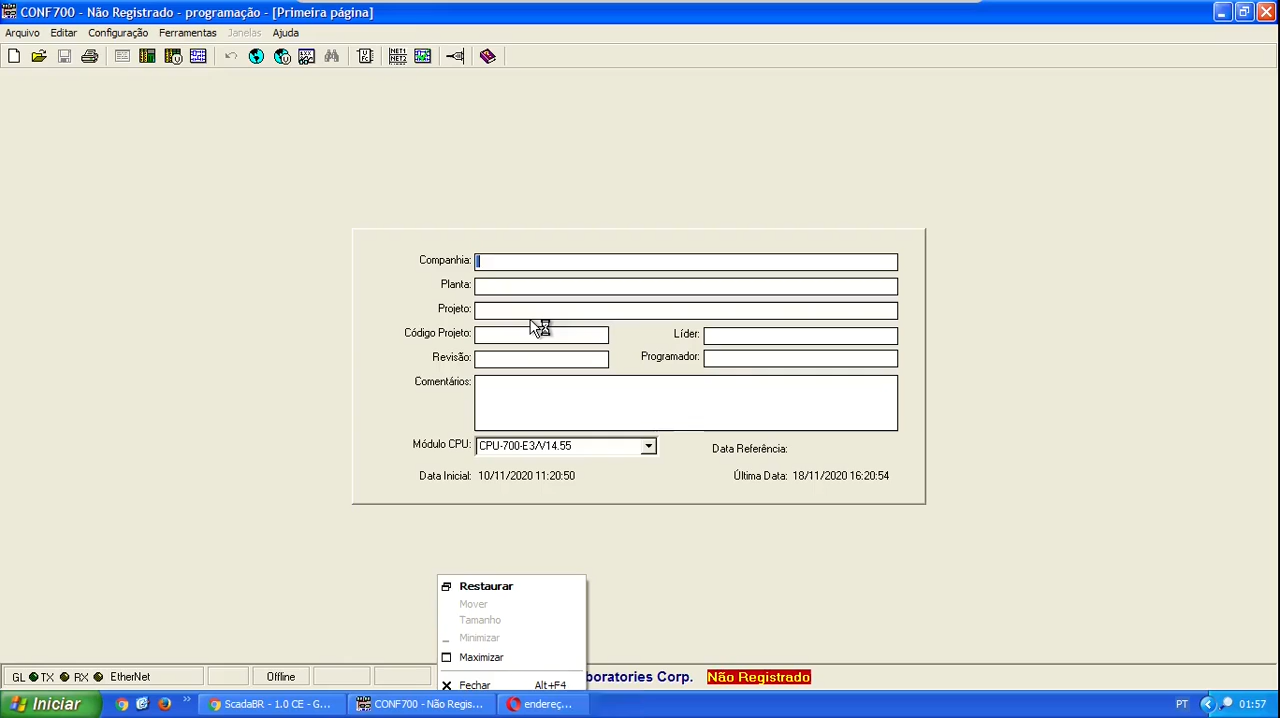 CONF700 - Não Registrado - programação - [Primeira página]
Arquivo Editar Configuração Ferramentas Janelas Ajuda
Companhia:
Planta:
Projeto:
Código Projeto: Líder:
Revisão: Programador:
Comentários:
Módulo CPU: CPU-700-E3/V14.55 Data Referência:
Data Inicial: 10/11/2020 11:20:50 Última Data: 18/11/2020 16:20:54
Restaurar
Mover
Tamanho
Minimizar
Maximizar
Fechar Alt+F4
GL TX RX EtherNet Offline boratories Corp. Não Registrado
Iniciar ScadaBR - 1.0 CE - G... CONF700 - Não Regis... endereç... PT 01:57